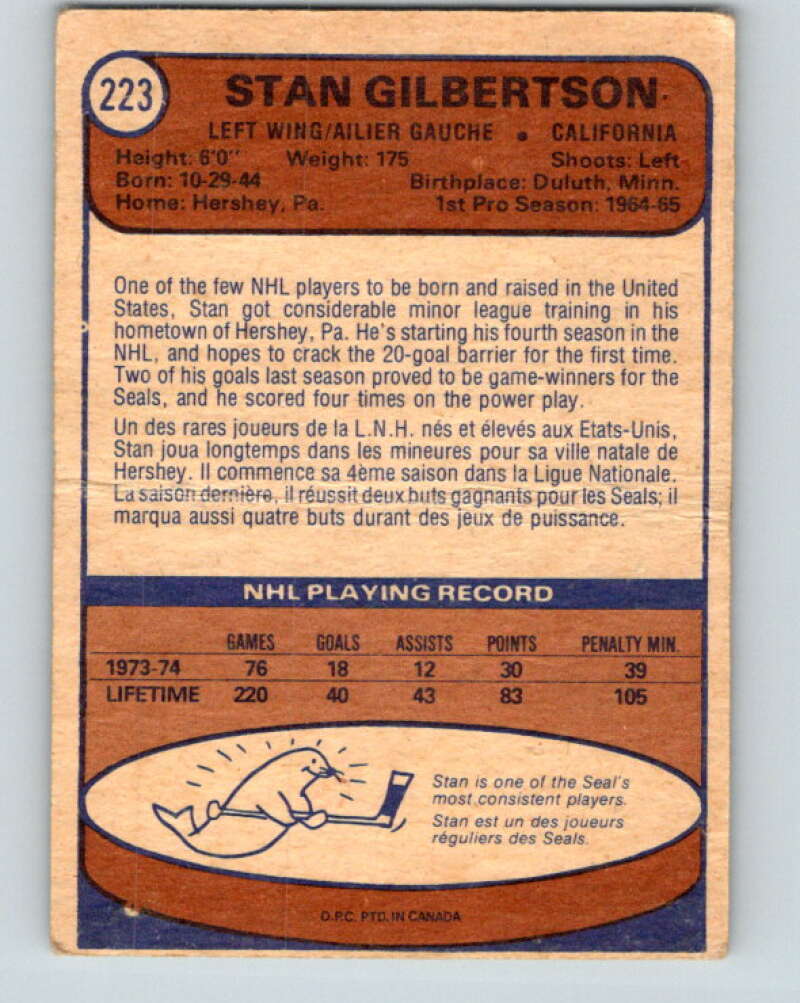 223
STAN GILBERTSON
LEFT WING/AILIER GAUCHE • CALIFORNIA
Height: 6'0" Weight: 175 Shoots: Left
Born: 10-29-44 Birthplace: Duluth, Minn.
Home: Hershey, Pa. 1st Pro Season: 1964-65
One of the few NHL players to be born and raised in the United
States, Stan got considerable minor league training in his
hometown of Hershey, Pa. He's starting his fourth season in the
NHL, and hopes to crack the 20-goal barrier for the first time.
Two of his goals last season proved to be game-winners for the
Seals, and he scored four times on the power play.
Un des rares joueurs de la L.N.H. nés et élevés aux Etats-Unis,
Stan joua longtemps dans les mineures pour sa ville natale de
Hershey. Il commence sa 4ème saison dans la Ligue Nationale.
La saison dernière, il réussit deux buts gagnants pour les Seals; il
marqua aussi quatre buts durant des jeux de puissance.
NHL PLAYING RECORD
GAMES GOALS ASSISTS POINTS PENALTY MIN.
1973-74 76 18 12 30 39
LIFETIME 220 40 43 83 105
Stan is one of the Seal's
most consistent players.
Stan est un des joueurs
réguliers des Seals.
O.P.C. PTD. IN CANADA